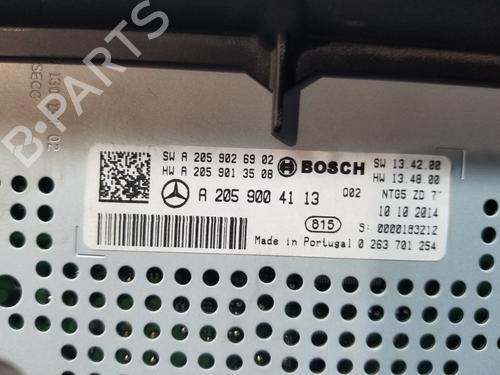 SW A 205 902 69 02
HW A 205 901 35 08
BOSCH
SW 13.42.00
HW 13.48.00
A 205 900 41 13
Q02
NTG5 ZD 7"
10 10 2014
815
S: 0000183212
Made in Portugal 0 263 701 254
B-PARTS